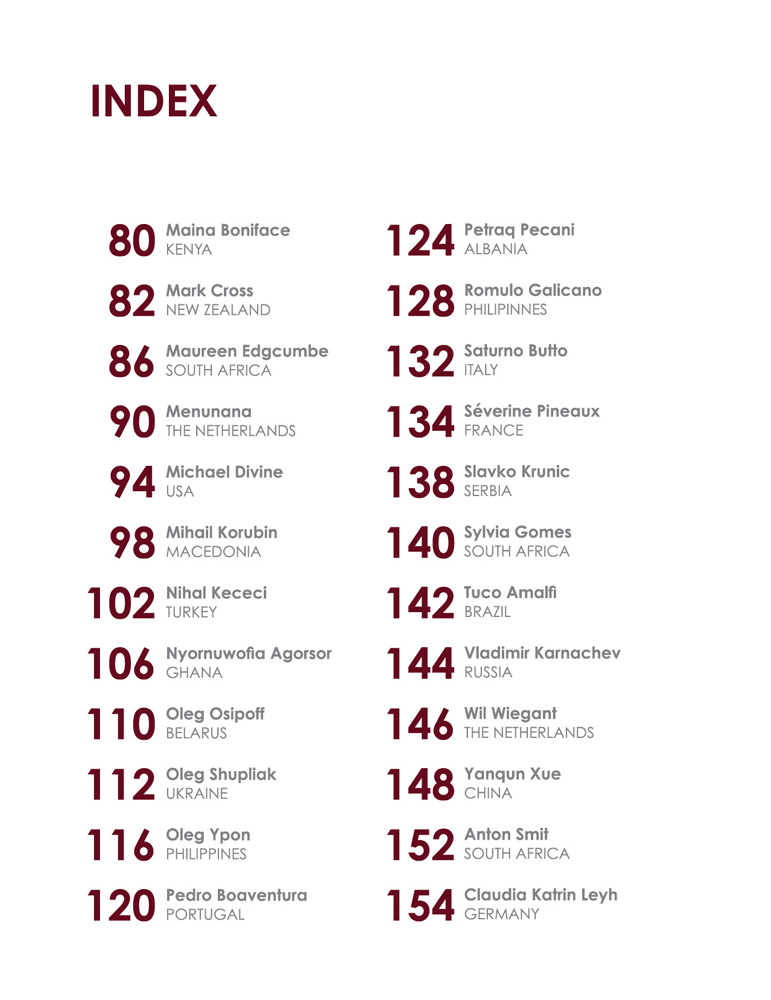 INDEX
80 Maina Boniface
KENYA
82 Mark Cross
NEW ZEALAND
86 Maureen Edgcumbe
SOUTH AFRICA
90 Menunana
THE NETHERLANDS
94 Michael Divine
USA
98 Mihail Korubin
MACEDONIA
102 Nihal Kececi
TURKEY
106 Nyornuwofia Agorsor
GHANA
110 Oleg Osipoff
BELARUS
112 Oleg Shupliak
UKRAINE
116 Oleg Ypon
PHILIPPINES
120 Pedro Boaventura
PORTUGAL
124 Petraq Pecani
ALBANIA
128 Romulo Galicano
PHILIPINNES
132 Saturno Butto
ITALY
134 Séverine Pineaux
FRANCE
138 Slavko Krunic
SERBIA
140 Sylvia Gomes
SOUTH AFRICA
142 Tuco Amalfi
BRAZIL
144 Vladimir Karnachev
RUSSIA
146 Wil Wiegant
THE NETHERLANDS
148 Yanqun Xue
CHINA
152 Anton Smit
SOUTH AFRICA
154 Claudia Katrin Leyh
GERMANY